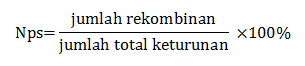 jumlah rekombinan
Nps= ×100%
jumlah total keturunan